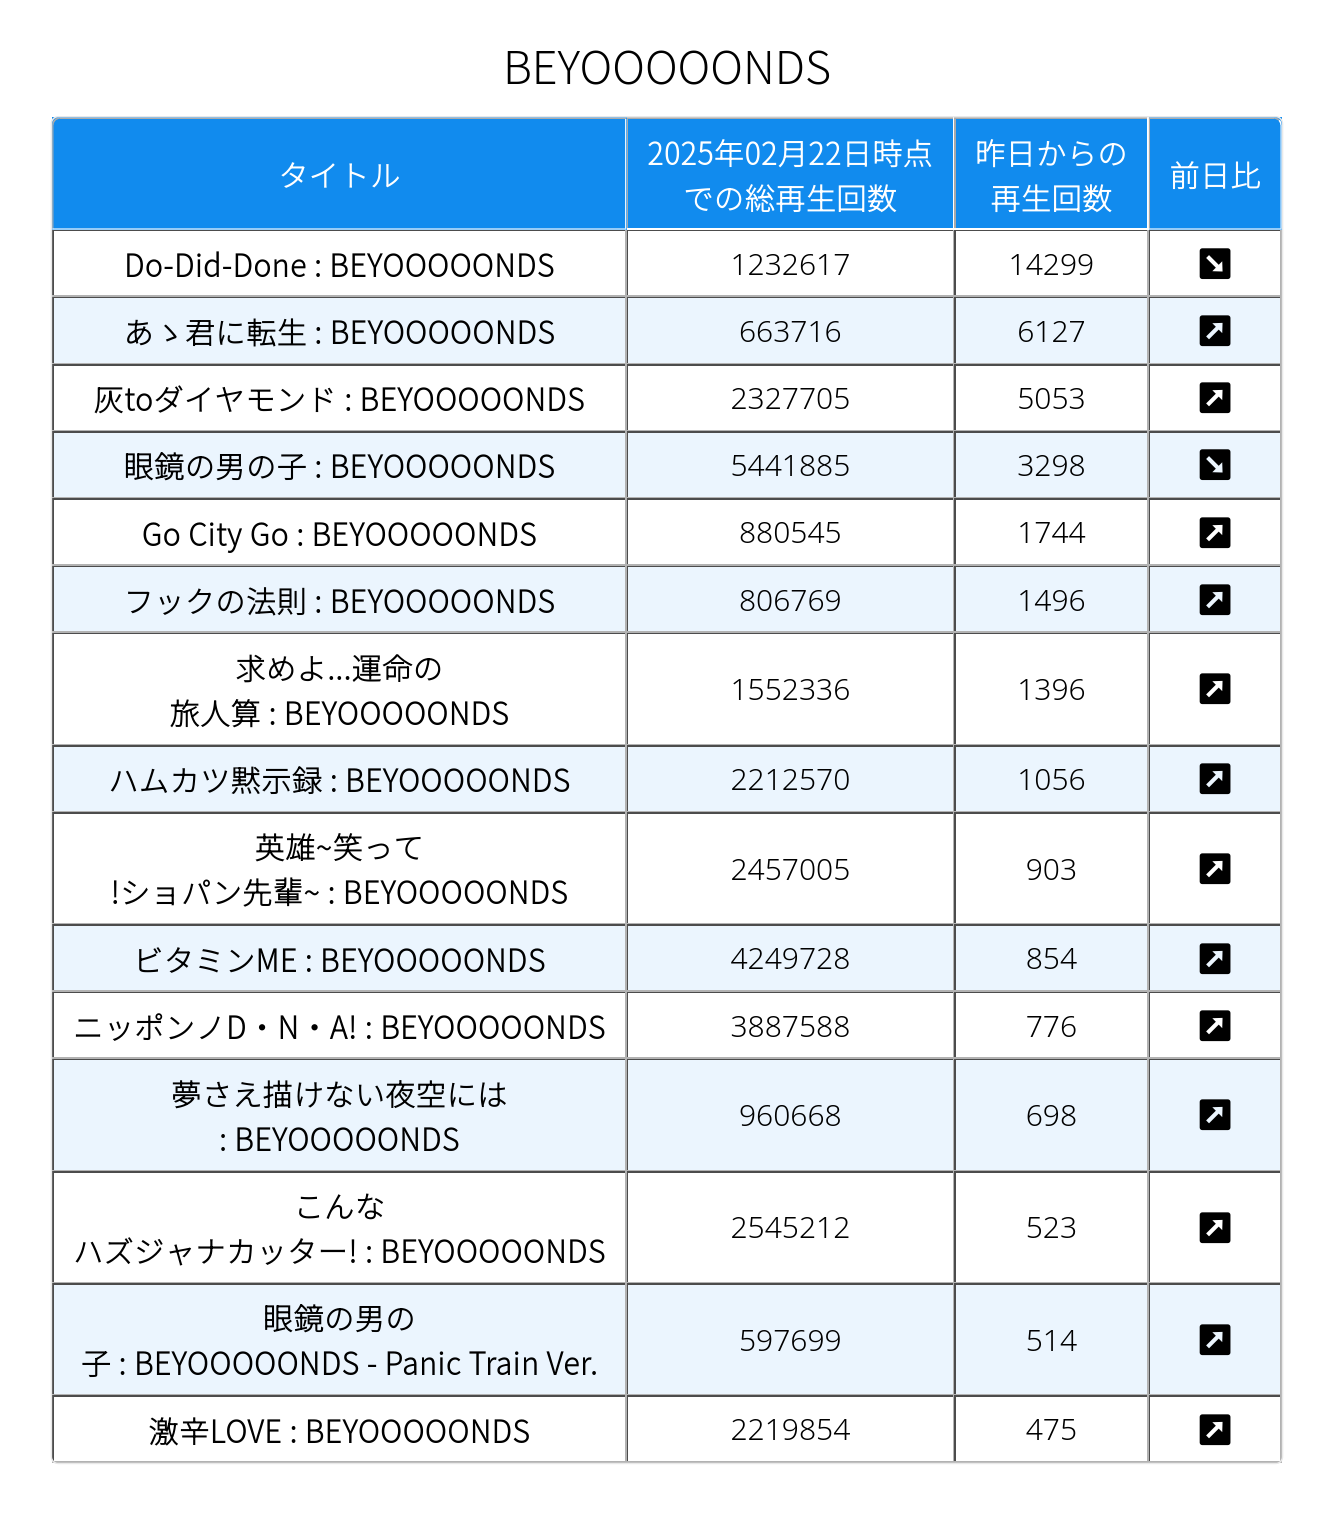 BEYOOOOONDS
タイトル
2025年02月22日時点
での総再生回数
昨日からの
再生回数
前日比
Do-Did-Done : BEYOOOOONDS
1232617
14299
あゝ君に転生 : BEYOOOOONDS
663716
6127
灰toダイヤモンド : BEYOOOOONDS
2327705
5053
眼鏡の男の子 : BEYOOOOONDS
5441885
3298
Go City Go : BEYOOOOONDS
880545
1744
フックの法則 : BEYOOOOONDS
806769
1496
求めよ...運命の
旅人算 : BEYOOOOONDS
1552336
1396
ハムカツ黙示録 : BEYOOOOONDS
2212570
1056
英雄~笑って
!ショパン先輩~ : BEYOOOOONDS
2457005
903
ビタミンME : BEYOOOOONDS
4249728
854
ニッポンノD・N・A! : BEYOOOOONDS
3887588
776
夢さえ描けない夜空には
: BEYOOOOONDS
960668
698
こんな
ハズジャナカッター! : BEYOOOOONDS
2545212
523
眼鏡の男の
子 : BEYOOOOONDS - Panic Train Ver.
597699
514
激辛LOVE : BEYOOOOONDS
2219854
475